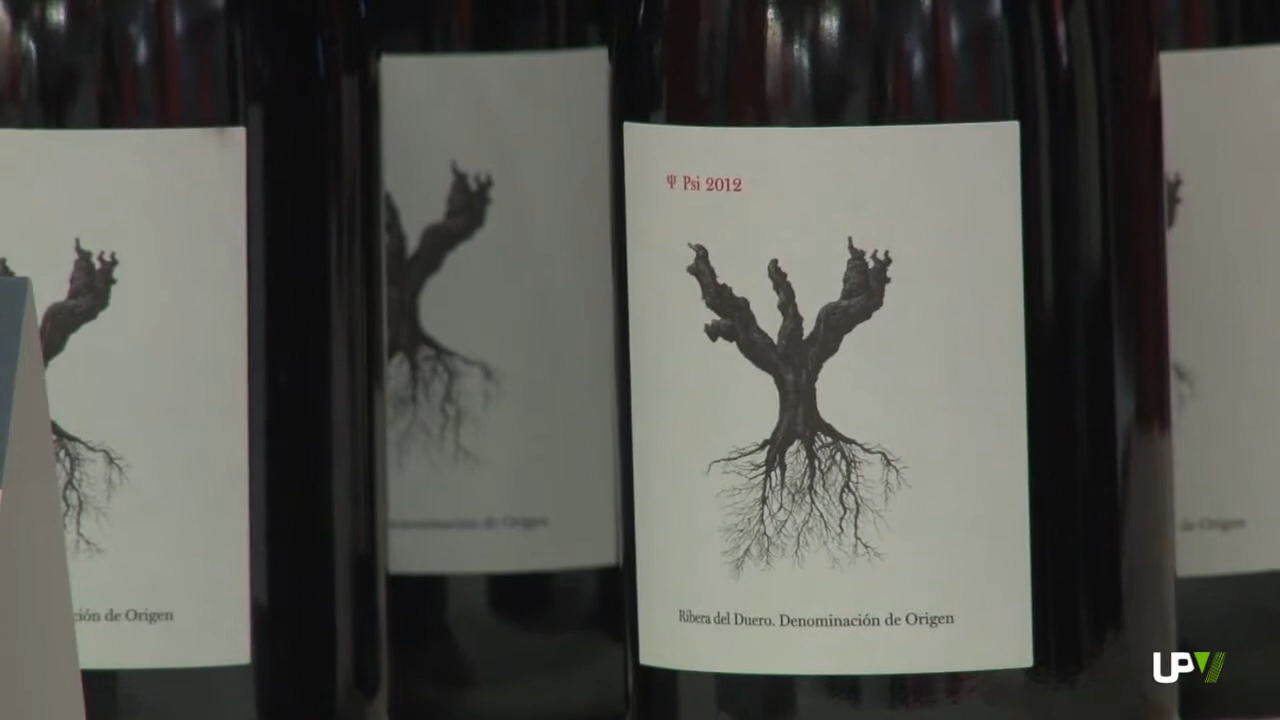 Ψ Psi 2012
Ribera del Duero. Denominación de Origen
ción de Origen
Denominación de Origen
de Origen
UPV